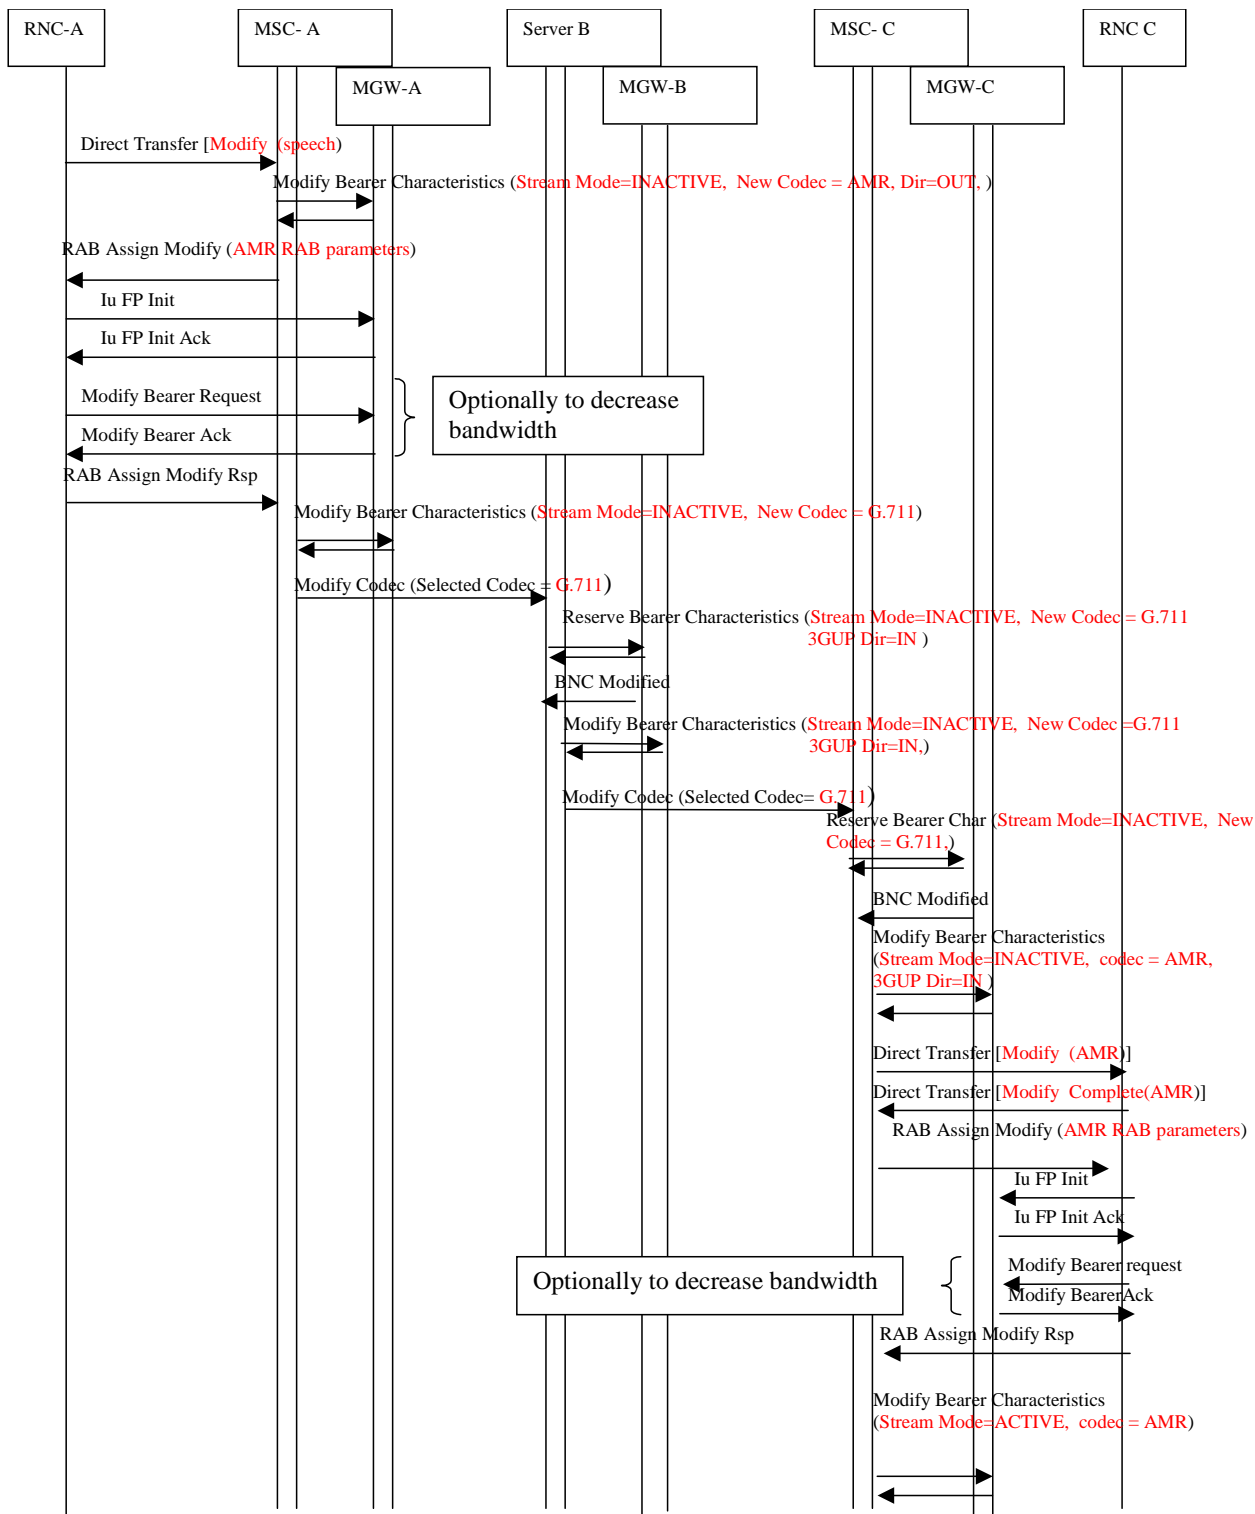 RNC-A
MSC- A
Server B
MSC- C
RNC C
MGW-A
MGW-B
MGW-C
Direct Transfer [Modify (speech)
Modify Bearer Characteristics (Stream Mode=INACTIVE, New Codec = AMR, Dir=OUT, )
RAB Assign Modify (AMR RAB parameters)
Iu FP Init
Iu FP Init Ack
Modify Bearer Request
Optionally to decrease
bandwidth
Modify Bearer Ack
RAB Assign Modify Rsp
Modify Bearer Characteristics (Stream Mode=INACTIVE, New Codec = G.711)
Modify Codec (Selected Codec = G.711)
Reserve Bearer Characteristics (Stream Mode=INACTIVE, New Codec = G.711
3GUP Dir=IN )
BNC Modified
Modify Bearer Characteristics (Stream Mode=INACTIVE, New Codec =G.711
3GUP Dir=IN,)
Modify Codec (Selected Codec= G.711)
Reserve Bearer Char (Stream Mode=INACTIVE, New
Codec = G.711,)
BNC Modified
Modify Bearer Characteristics
(Stream Mode=INACTIVE, codec = AMR,
3GUP Dir=IN )
Direct Transfer [Modify (AMR)]
Direct Transfer [Modify Complete(AMR)]
RAB Assign Modify (AMR RAB parameters)
Iu FP Init
Iu FP Init Ack
Optionally to decrease bandwidth
Modify Bearer request
Modify BearerAck
RAB Assign Modify Rsp
Modify Bearer Characteristics
(Stream Mode=ACTIVE, codec = AMR)